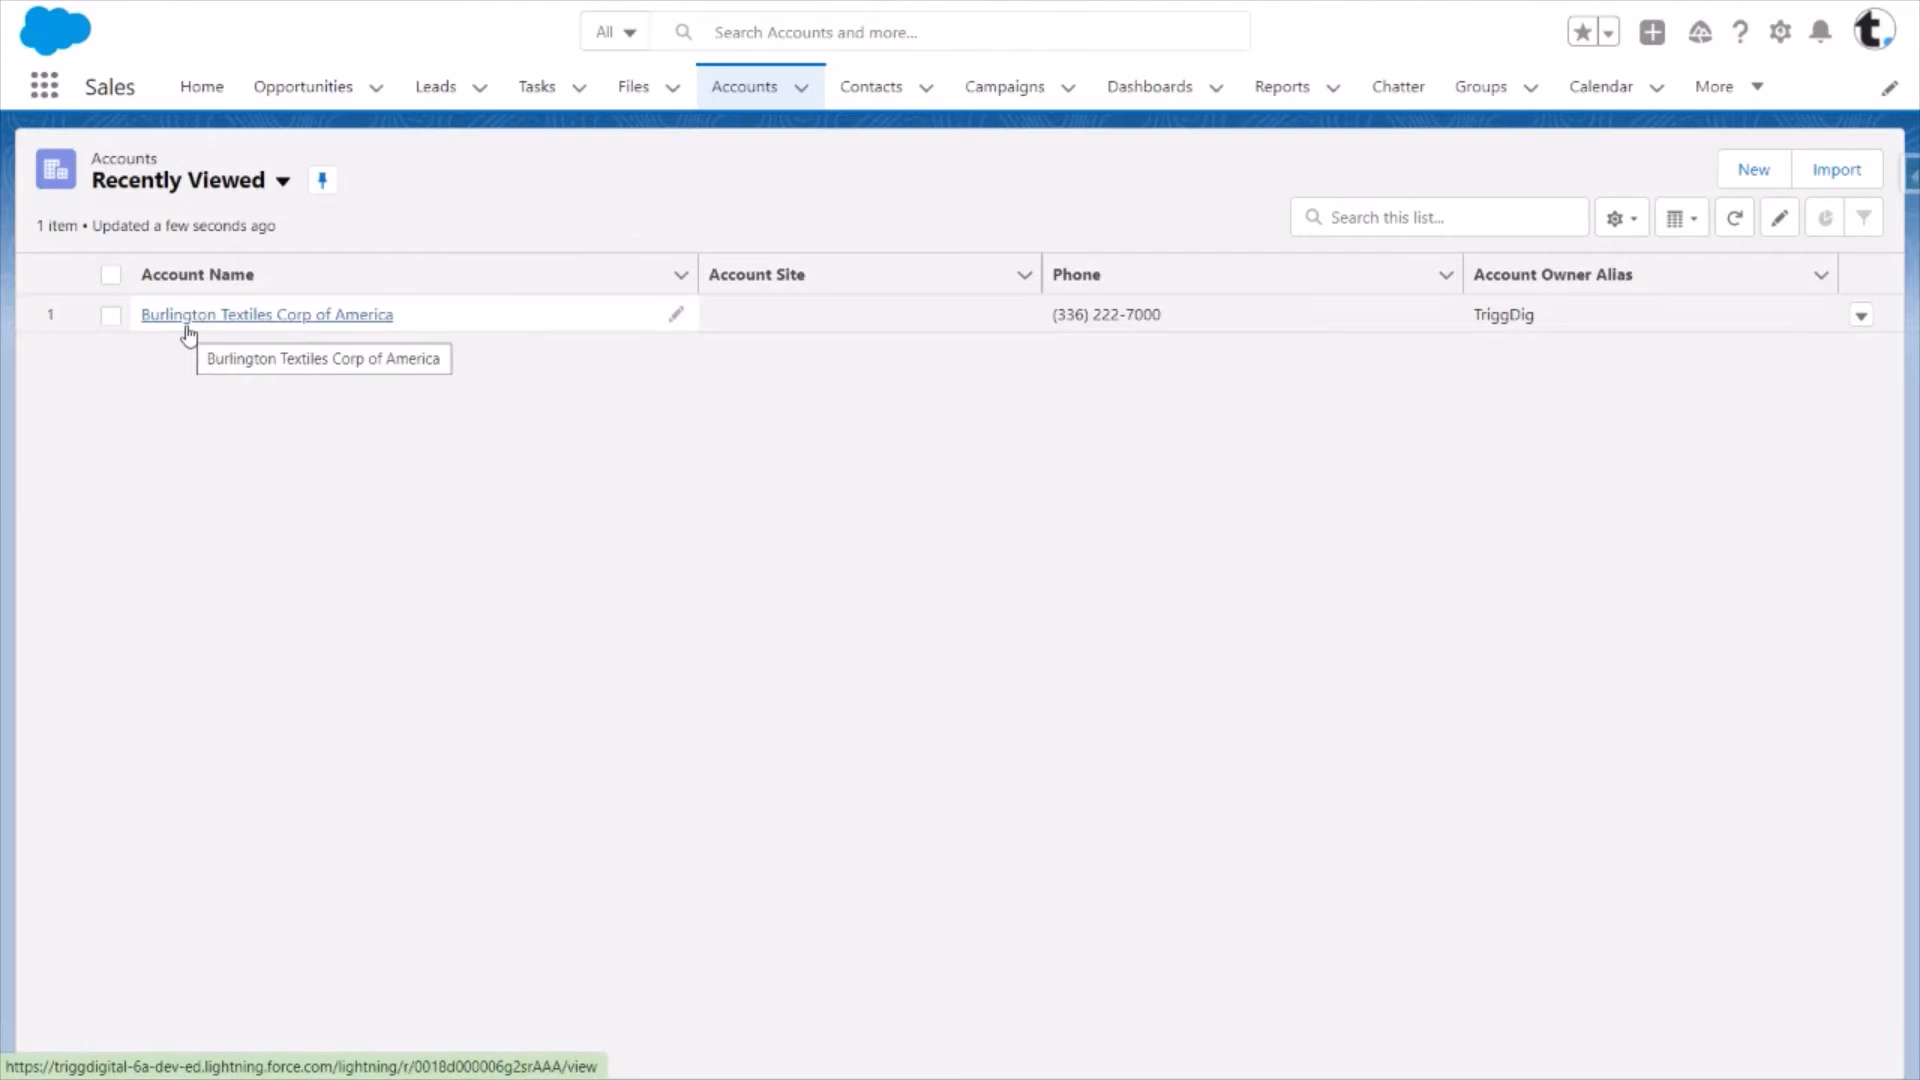 All
Search Accounts and more...
t.
Sales
Home
Opportunities
Leads
Tasks
Files
Accounts
Contacts
Campaigns
Dashboards
Reports
Chatter
Groups
Calendar
More
Accounts
Recently Viewed
New
Import
1 item • Updated a few seconds ago
Search this list...
Account Name
Account Site
Phone
Account Owner Alias
1
Burlington Textiles Corp of America
(336) 222-7000
TriggDig
Burlington Textiles Corp of America
https://triggdigital-6a-dev-ed.lightning.force.com/lightning/r/0018d000006g2srAAA/view